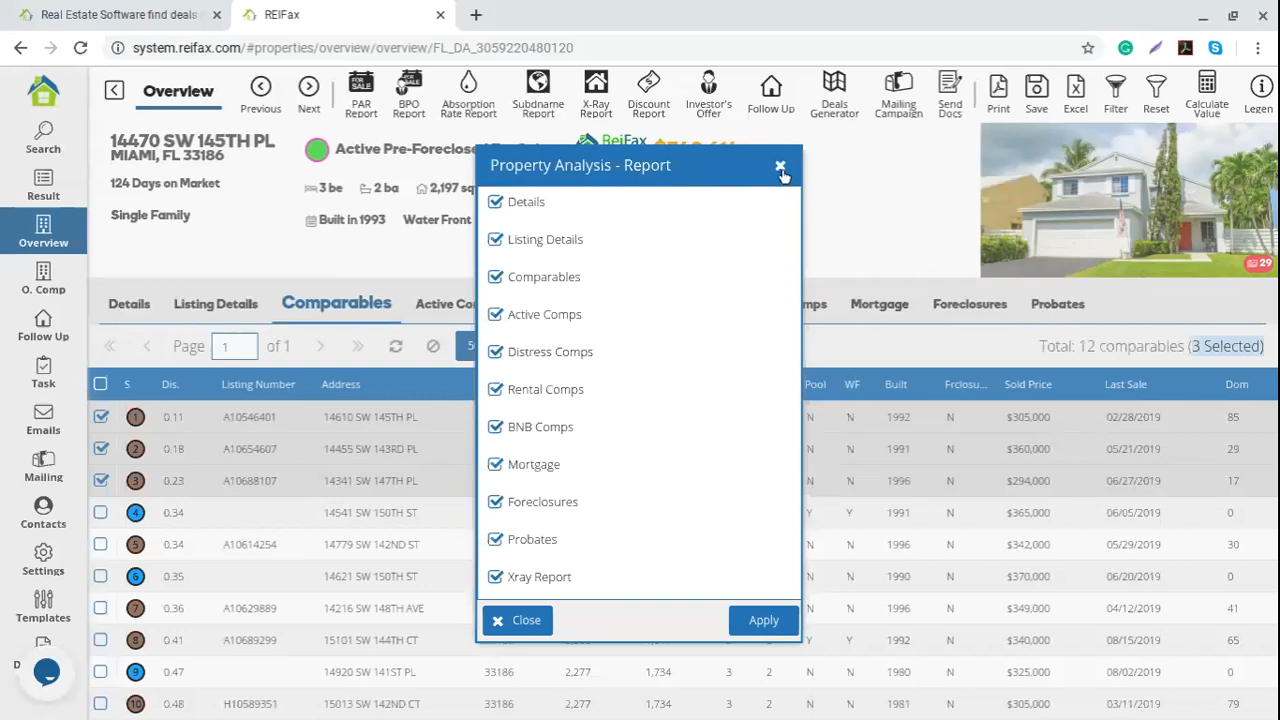 Real Estate Software find deals
REIFax
system.reifax.com/#properties/overview/overview/FL_DA_3059220480120
Overview
Previous
Next
PAR Report
BPO Report
Absorption Rate Report
Subdname Report
X-Ray Report
Discount Report
Investor's Offer
Follow Up
Deals Generator
Mailing Campaign
Send Docs
Print
Save
Excel
Filter
Reset
Calculate Value
Legen
Search
Result
Overview
O. Comp
Follow Up
Task
Emails
Mailing
Contacts
Settings
Templates
14470 SW 145TH PL
MIAMI, FL 33186
124 Days on Market
Single Family
Active Pre-Foreclosed
ReiFax
3 be 2 ba 2,197 sq
Built in 1993 Water Front
29
Property Analysis - Report
Details
Listing Details
Comparables
Active Comps
Distress Comps
Rental Comps
BNB Comps
Mortgage
Foreclosures
Probates
Xray Report
Close
Apply
Details Listing Details Comparables Active Co mps Mortgage Foreclosures Probates
Page 1 of 1
Total: 12 comparables (3 Selected)
S Dis. Listing Number Address Pool WF Built Frclosu... Sold Price Last Sale Dom
1 0.11 A10546401 14610 SW 145TH PL N N 1992 N $305,000 02/28/2019 85
2 0.18 A10654607 14455 SW 143RD PL N N 1991 N $360,000 05/21/2019 29
3 0.23 A10688107 14341 SW 147TH PL N N 1996 N $294,000 06/27/2019 17
4 0.34 14541 SW 150TH ST Y Y 1991 N $365,000 06/05/2019 0
5 0.34 A10614254 14779 SW 142ND ST N N 1996 N $342,000 05/29/2019 30
6 0.35 14621 SW 150TH ST N N 1990 N $370,000 06/20/2019 0
7 0.36 A10629889 14216 SW 148TH AVE N N 1996 N $349,000 04/12/2019 41
8 0.41 A10689299 15101 SW 144TH CT Y Y 1992 N $340,000 08/15/2019 65
9 0.47 14920 SW 141ST PL 33186 2,277 1,734 3 2 N N 1980 N $325,000 08/02/2019 0
10 0.48 H10589351 15013 SW 142ND CT 33186 2,277 1,734 3 2 N N 1981 N $308,000 03/11/2019 79